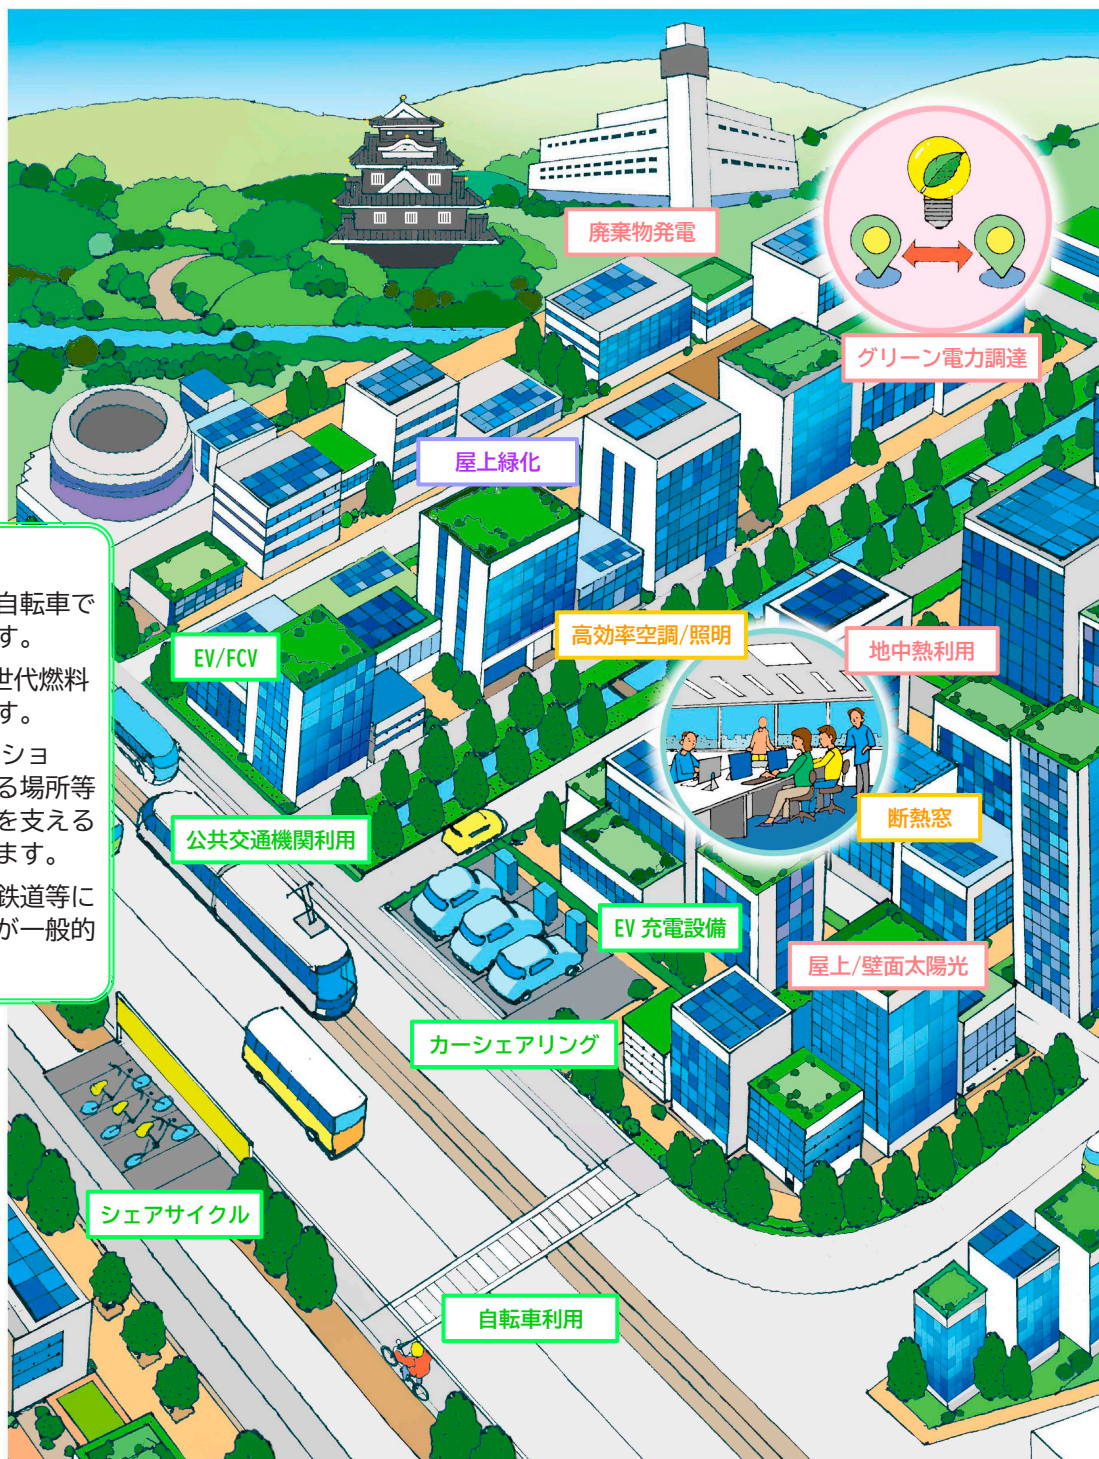 廃棄物発電
グリーン電力調達
屋上緑化
自転車で
す。
世代燃料
す。
ショ
る場所等
を支える
ます。
鉄道等に
が一般的
EV/FCV
高効率空調/照明
地中熱利用
断熱窓
公共交通機関利用
EV 充電設備
屋上/壁面太陽光
カーシェアリング
シェアサイクル
自転車利用